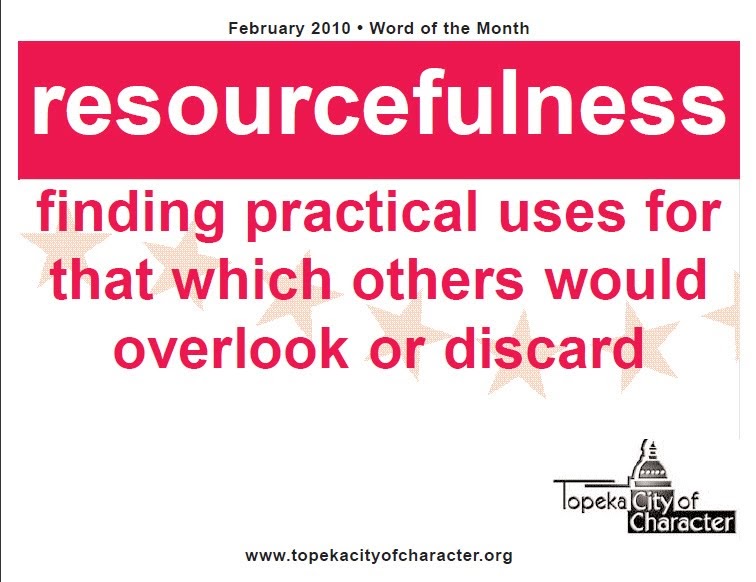 February 2010 • Word of the Month
resourcefulness
finding practical uses for
that which others would
overlook or discard
Topeka City of
Character
www.topekacityofcharacter.org